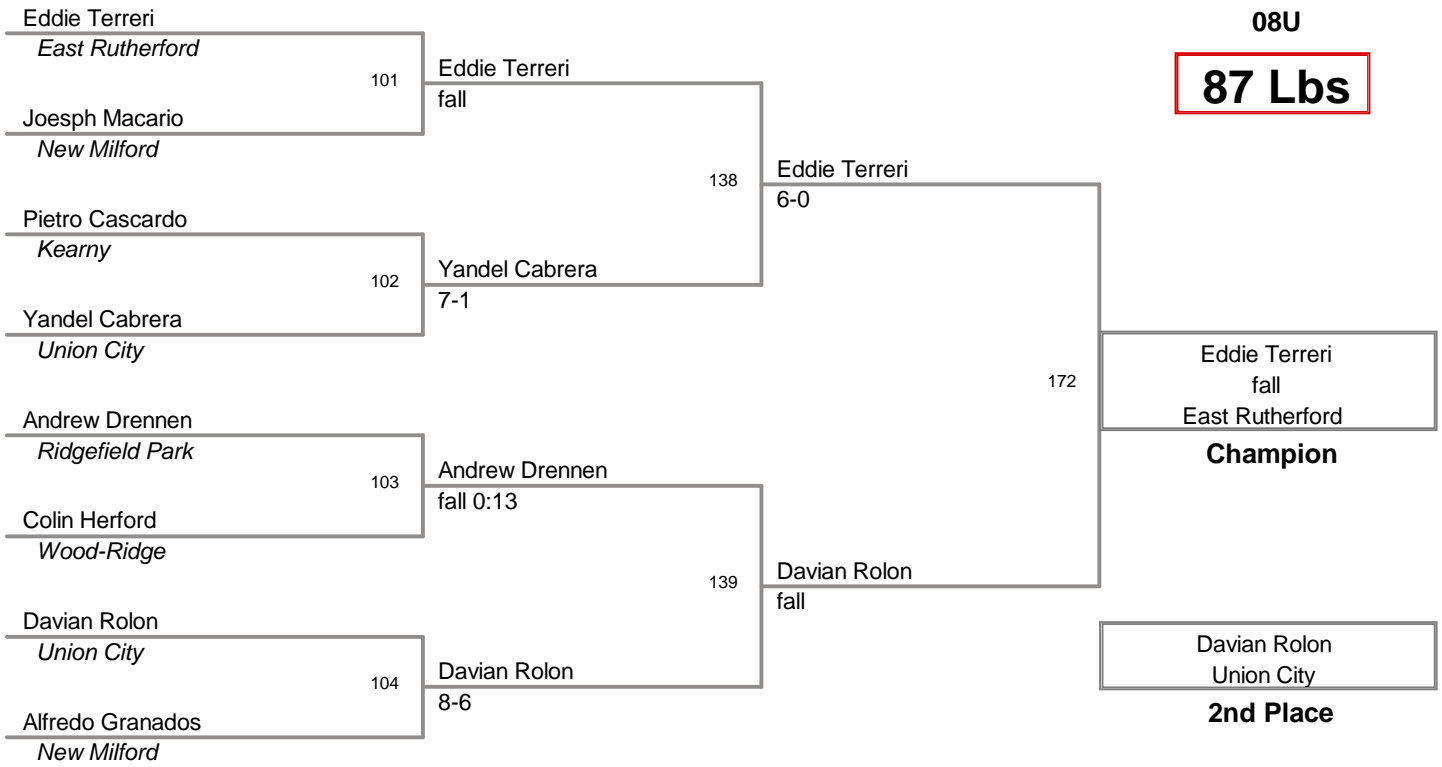 Eddie Terreri
East Rutherford
101
Joesph Macario
New Milford
Pietro Cascardo
Kearny
102
Yandel Cabrera
Union City
Andrew Drennen
Ridgefield Park
103
Colin Herford
Wood-Ridge
Davian Rolon
Union City
104
Alfredo Granados
New Milford
Eddie Terreri
fall
138
Yandel Cabrera
7-1
Andrew Drennen
fall 0:13
139
Davian Rolon
8-6
Eddie Terreri
6-0
172
Davian Rolon
fall
08U
87 Lbs
Eddie Terreri
fall
East Rutherford
Champion
Davian Rolon
Union City
2nd Place